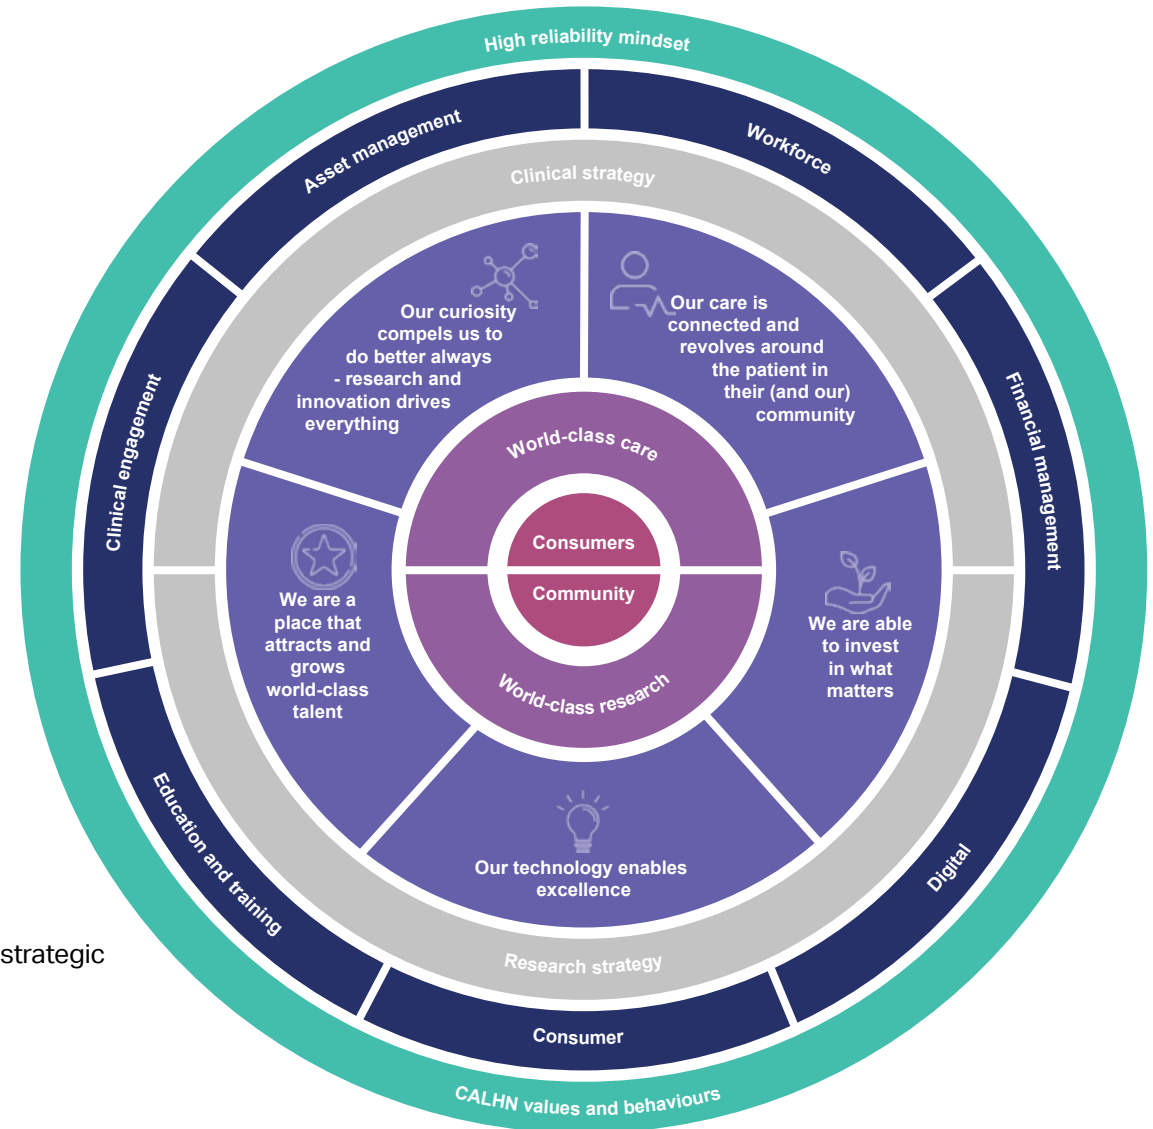 High reliability mindset
Asset management
Workforce
Clinical strategy
Our curiosity
compels us to
do better always
- research and
innovation drives
everything
Our care is
connected and
revolves around
the patient in
their (and our)
community
Clinical engagement
Financial management
World-class care
Consumers
Community
World-class research
We are a
place that
attracts and
grows
world-class
talent
We are able
to invest
in what
matters
Our technology enables
excellence
Education and training
Digital
strategic
Research strategy
Consumer
CALHN values and behaviours